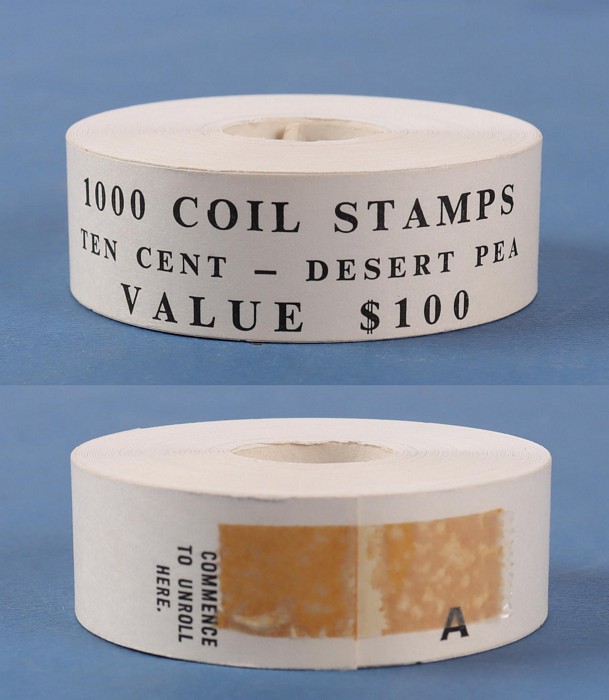 1000 COIL STAMPS
TEN CENT – DESERT PEA
VALUE $100
COMMENCE
TO UNROLL
HERE.
A